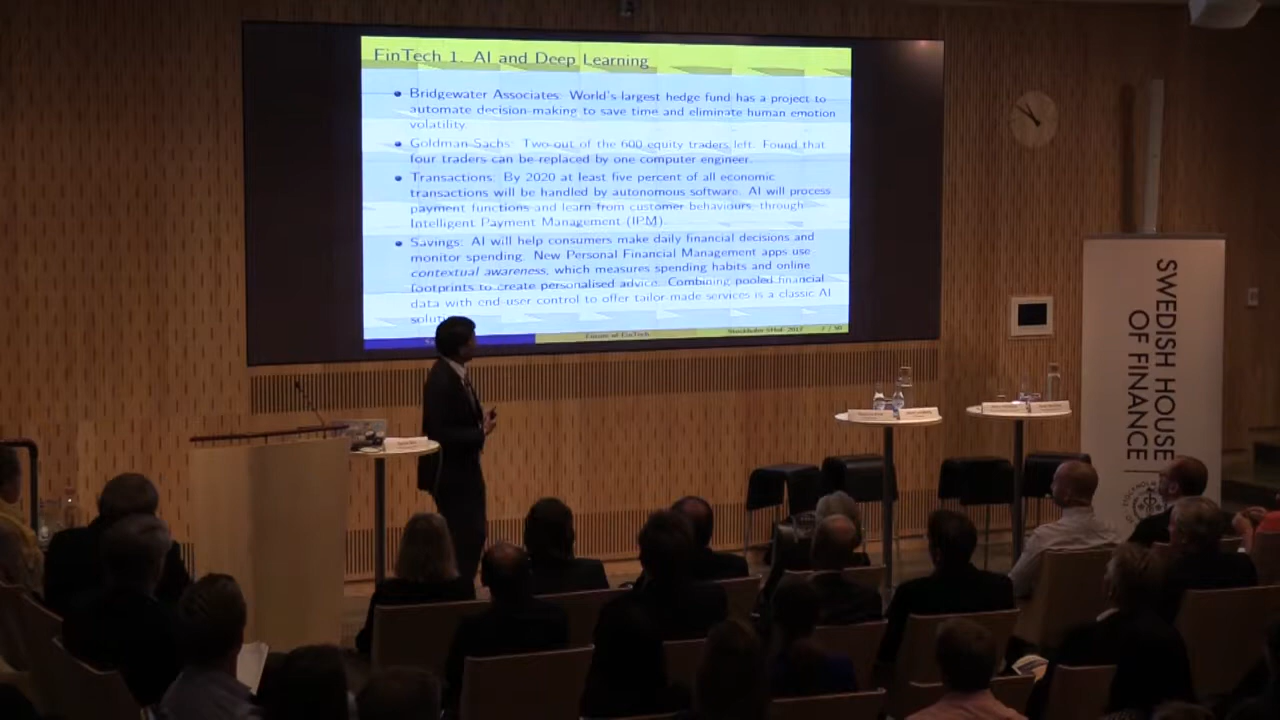 FinTech 1. AI and Deep Learning
Bridgewater Associates: World's largest hedge fund has a project to
automate decision-making to save time and eliminate human emotion
volatility.
Goldman Sachs: Two out of the 600 equity traders left. Found that
four traders can be replaced by one computer engineer.
Transactions: By 2020 at least five percent of all economic
transactions will be handled by autonomous software. AI will process
payment functions and learn from customer behaviours, through
Intelligent Payment Management (IPM).
Savings: AI will help consumers make daily financial decisions and
monitor spending. New Personal Financial Management apps use
contextual awareness, which measures spending habits and online
footprints to create personalised advice. Combining pooled financial
data with end-user control to offer tailor-made services is a classic AI
Future of FinTech
SWEDISH HOUSE
OF FINANCE